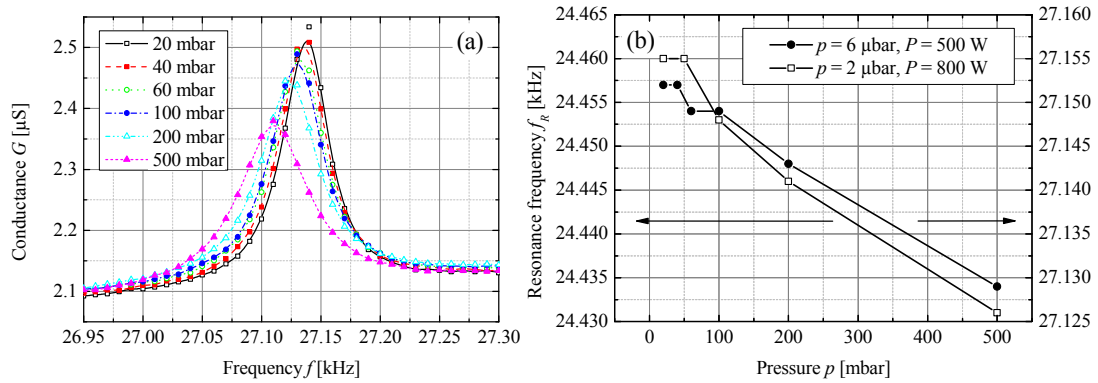 (a)
20 mbar
40 mbar
60 mbar
100 mbar
200 mbar
500 mbar
2.5
2.4
2.3
2.2
2.1
Conductance G [µS]
26.95 27.00 27.05 27.10 27.15 27.20 27.25 27.30
Frequency f [kHz]
(b)
p = 6 µbar, P = 500 W
p = 2 µbar, P = 800 W
24.465
24.460
24.455
24.450
24.445
24.440
24.435
24.430
Resonance frequency f_R [kHz]
27.160
27.155
27.150
27.145
27.140
27.135
27.130
27.125
0 100 200 300 400 500
Pressure p [mbar]